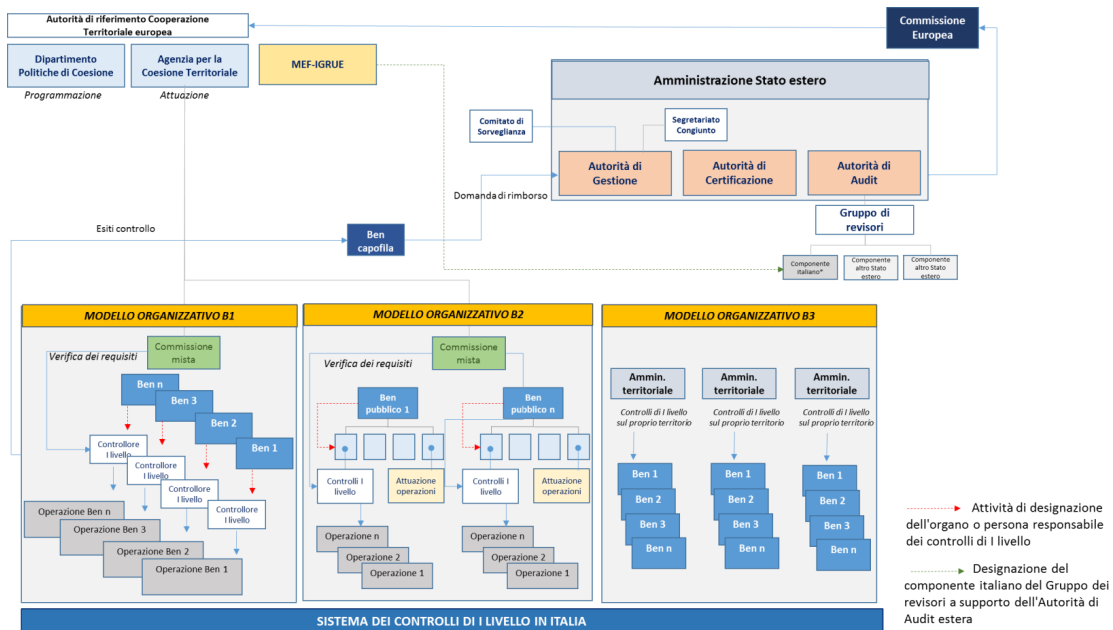 Autorità di riferimento Cooperazione
Territoriale europea
Commissione
Europea
Dipartimento
Politiche di Coesione
Agenzia per la
Coesione Territoriale
MEF-IGRUE
Programmazione
Attuazione
Amministrazione Stato estero
Comitato di
Sorveglianza
Segretariato
Congiunto
Autorità di
Gestione
Autorità di
Certificazione
Autorità di
Audit
Domanda di rimborso
Gruppo di
revisori
Esiti controllo
Ben
capofila
Componente
italiano*
Componente
altro Stato
estero
Componente
altro Stato
estero
MODELLO ORGANIZZATIVO B1
Commissione
mista
Verifica dei requisiti
Ben n
Ben 3
Ben 2
Ben 1
Controllore
I livello
Controllore
I livello
Controllore
I livello
Controllore
I livello
Operazione Ben n
Operazione Ben 3
Operazione Ben 2
Operazione Ben 1
MODELLO ORGANIZZATIVO B2
Commissione
mista
Verifica dei requisiti
Ben
pubblico 1
Ben
pubblico n
Controlli I
livello
Attuazione
operazioni
Controlli I
livello
Attuazione
operazioni
Operazione n
Operazione 2
Operazione 1
Operazione n
Operazione 2
Operazione 1
MODELLO ORGANIZZATIVO B3
Ammin.
territoriale
Ammin.
territoriale
Ammin.
territoriale
Controlli di I livello
sul proprio territorio
Controlli di I livello
sul proprio territorio
Controlli di I livello
sul proprio territorio
Ben 1
Ben 2
Ben 3
Ben n
Ben 1
Ben 2
Ben 3
Ben n
Ben 1
Ben 2
Ben 3
Ben n
Attività di designazione
dell'organo o persona responsabile
dei controlli di I livello
Designazione del
componente italiano del Gruppo dei
revisori a supporto dell'Autorità di
Audit estera
SISTEMA DEI CONTROLLI DI I LIVELLO IN ITALIA